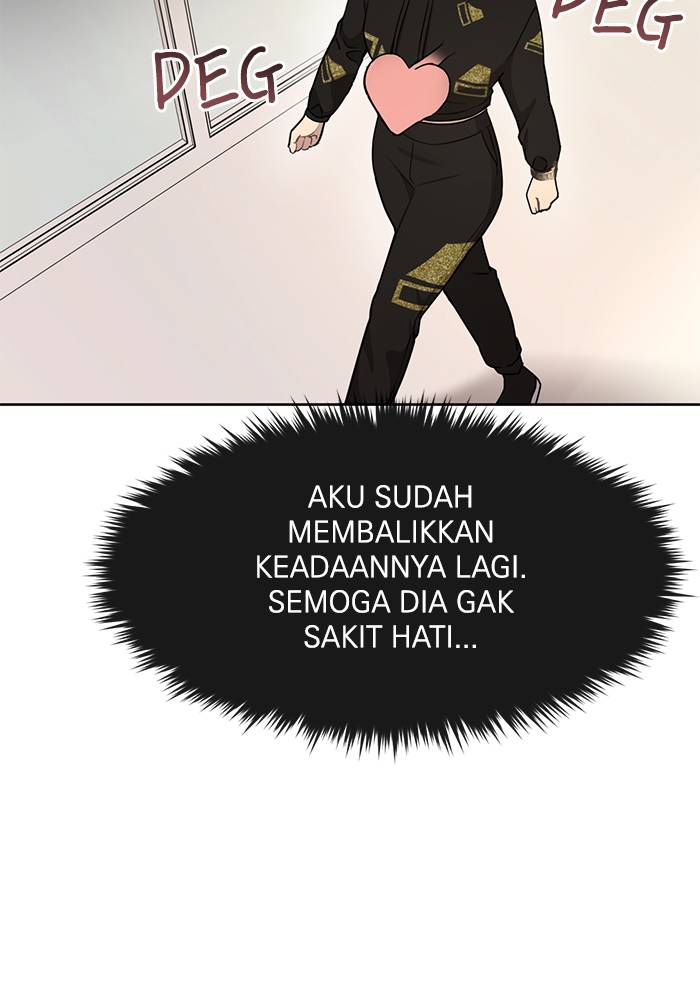 DEG
DEG
AKU SUDAH
MEMBALIKKAN
KEADAANNYA LAGI.
SEMOGA DIA GAK
SAKIT HATI...